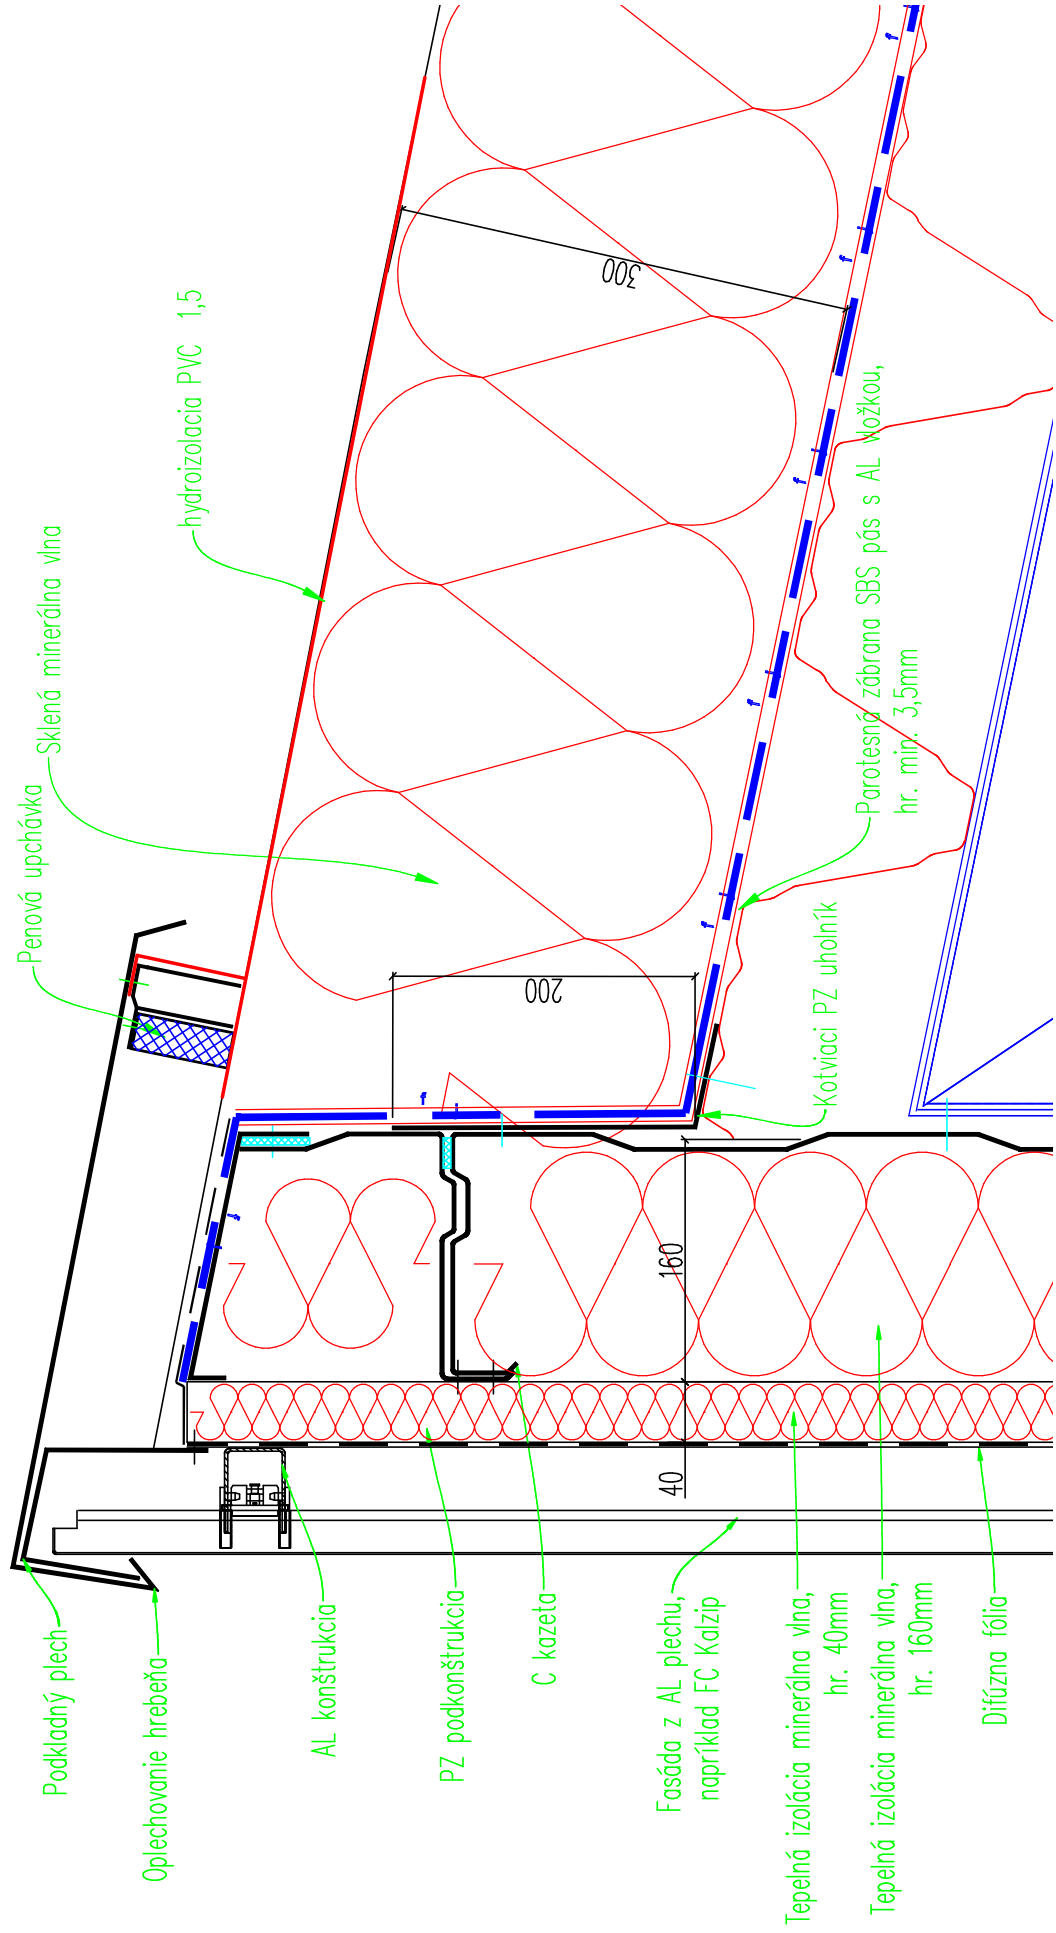 Penová upchávka
Sklená minerálna vlna
hydroizolacia PVC 1,5
300
200
Parotesná zábrana SBS pás s AL vložkou,
hr. min. 3,5mm
Kotviaci PZ uholník
160
40
Podkladný plech
Oplechovanie hrebeňa
AL konštrukcia
PZ podkonštrukcia
C kazeta
Fasáda z AL plechu,
napríklad FC Kalzip
Tepelná izolácia minerálna vlna,
hr. 40mm
Tepelná izolácia minerálna vlna,
hr. 160mm
Difúzna fólia